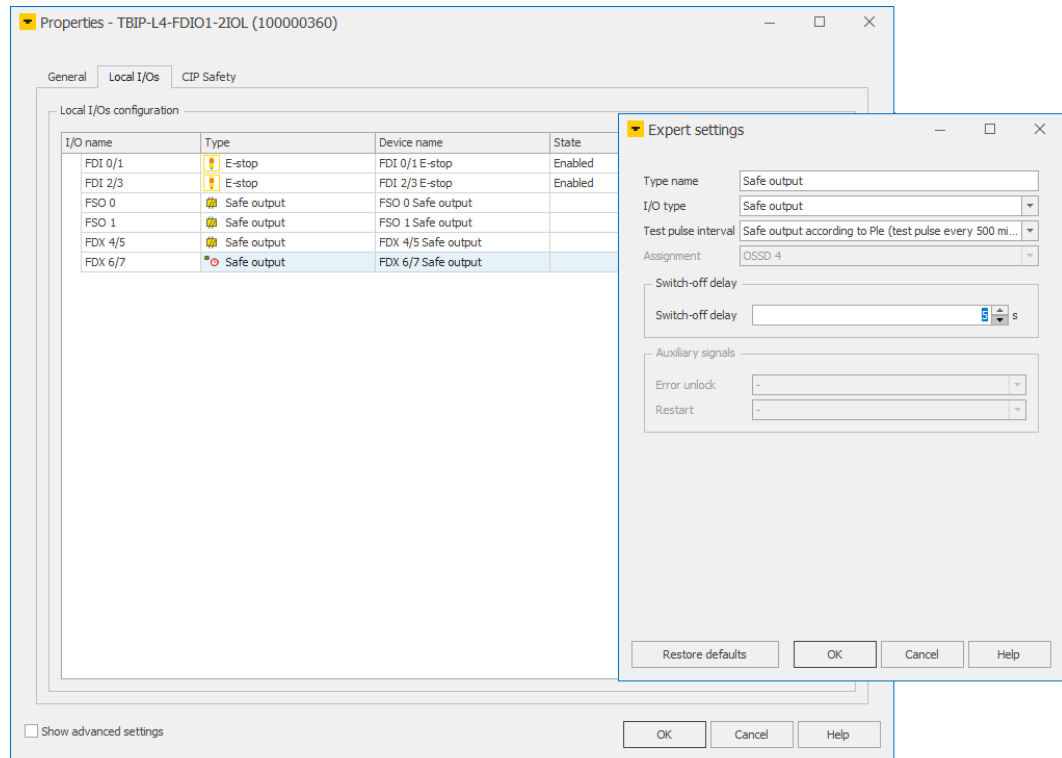 Properties - TBIP-L4-FDIO1-2IOL (100000360)
General Local I/Os CIP Safety
Local I/Os configuration
I/O name Type Device name State
FDI 0/1 E-stop FDI 0/1 E-stop Enabled
FDI 2/3 E-stop FDI 2/3 E-stop Enabled
FSO 0 Safe output FSO 0 Safe output
FSO 1 Safe output FSO 1 Safe output
FDX 4/5 Safe output FDX 4/5 Safe output
FDX 6/7 Safe output FDX 6/7 Safe output
Show advanced settings
OK Cancel Help
Expert settings
Type name Safe output
I/O type Safe output
Test pulse interval Safe output according to Ple (test pulse every 500 mi...
Assignment OSSD 4
Switch-off delay
Switch-off delay 5 s
Auxiliary signals
Error unlock -
Restart -
Restore defaults OK Cancel Help